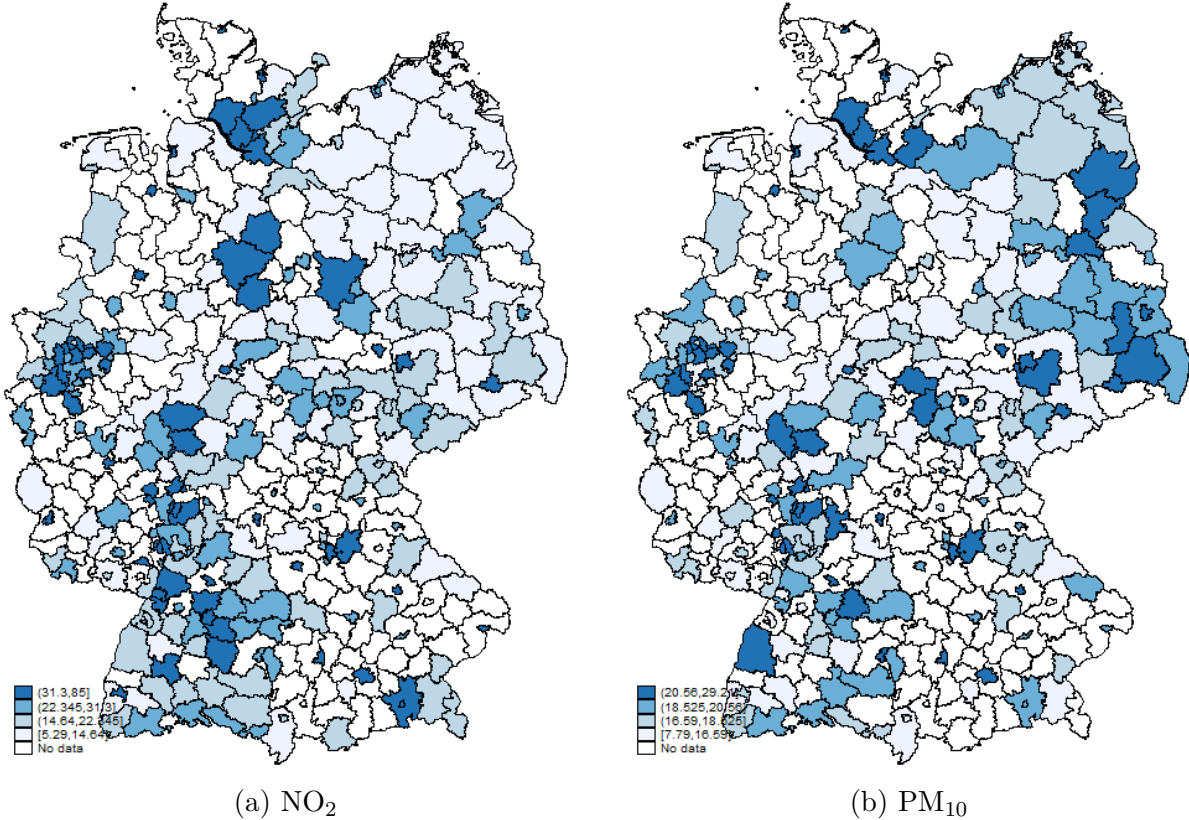 (31.3,85]
(22.345,31.3]
(14.64,22.345]
[5.29,14.64]
No data
(a) NO2
(20.56,29.21]
(18.525,20.56]
(16.59,18.525]
[7.79,16.59]
No data
(b) PM10